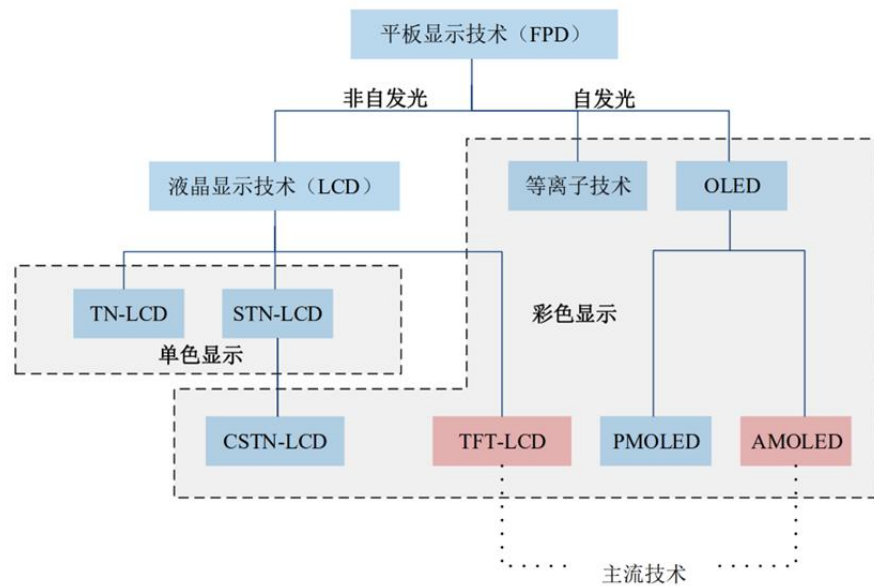 平板显示技术（FPD）
非自发光
自发光
液晶显示技术（LCD）
等离子技术
OLED
TN-LCD
STN-LCD
彩色显示
单色显示
CSTN-LCD
TFT-LCD
PMOLED
AMOLED
主流技术